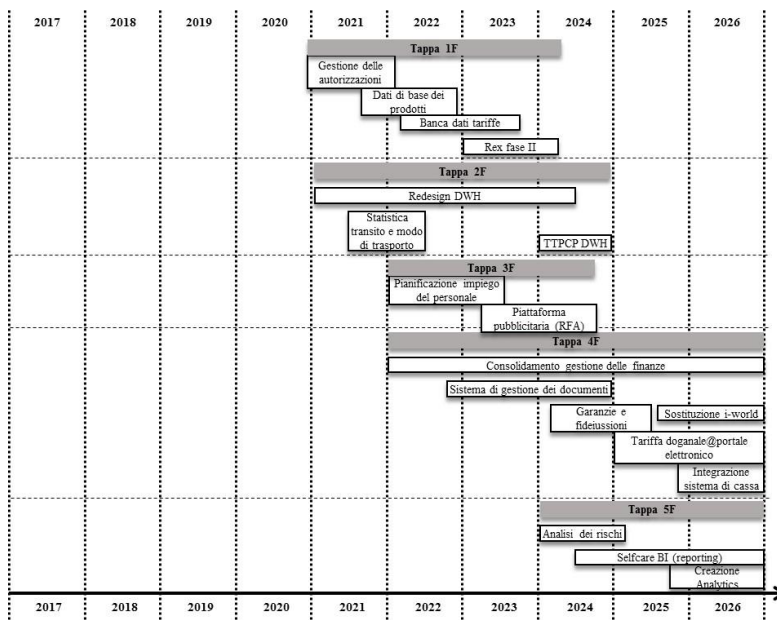 2017 2018 2019 2020 2021 2022 2023 2024 2025 2026
Tappa 1F
Gestione delle
autorizzazioni
Dati di base dei
prodotti
Banca dati tariffe
Rex fase II
Tappa 2F
Redesign DWH
Statistica
transito e modo
di trasporto
TTPCP DWH
Tappa 3F
Pianificazione impiego
del personale
Piattaforma
pubblicitaria (RFA)
Tappa 4F
Consolidamento gestione delle finanze
Sistema di gestione dei documenti
Garanzie e
fideiussioni
Sostituzione i-world
Tariffa doganale@portale
elettronico
Integrazione
sistema di cassa
Tappa 5F
Analisi dei rischi
Selfcare BI (reporting)
Creazione
Analytics
2017 2018 2019 2020 2021 2022 2023 2024 2025 2026